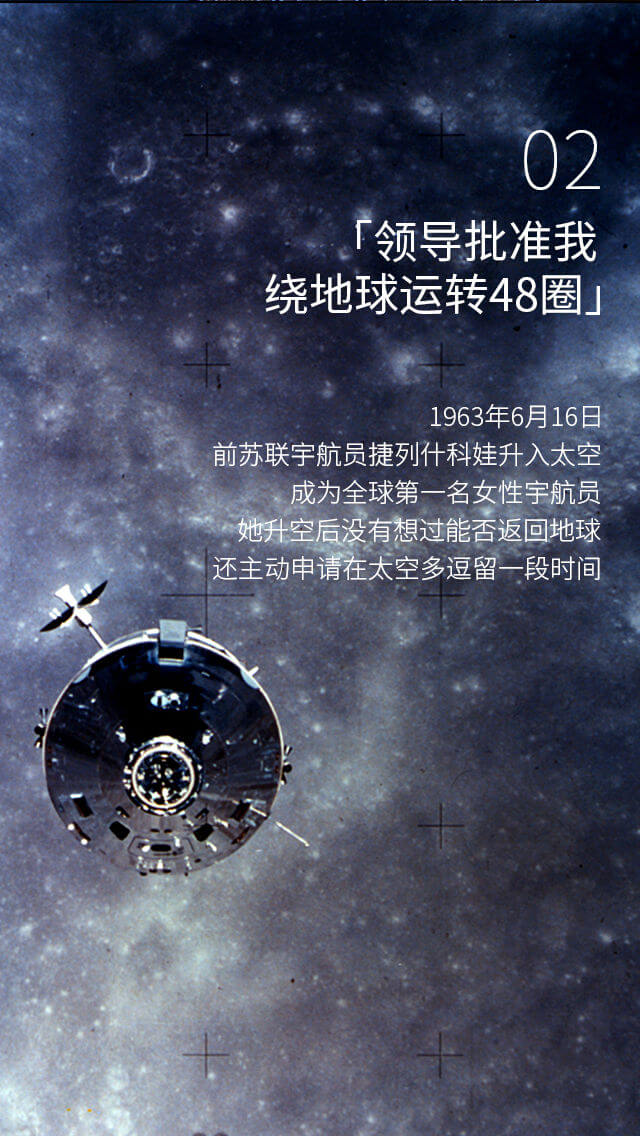 02
「领导批准我
绕地球运转48圈」
1963年6月16日
前苏联宇航员捷列什科娃升入太空
成为全球第一名女性宇航员
她升空后没有想过能否返回地球
还主动申请在太空多逗留一段时间